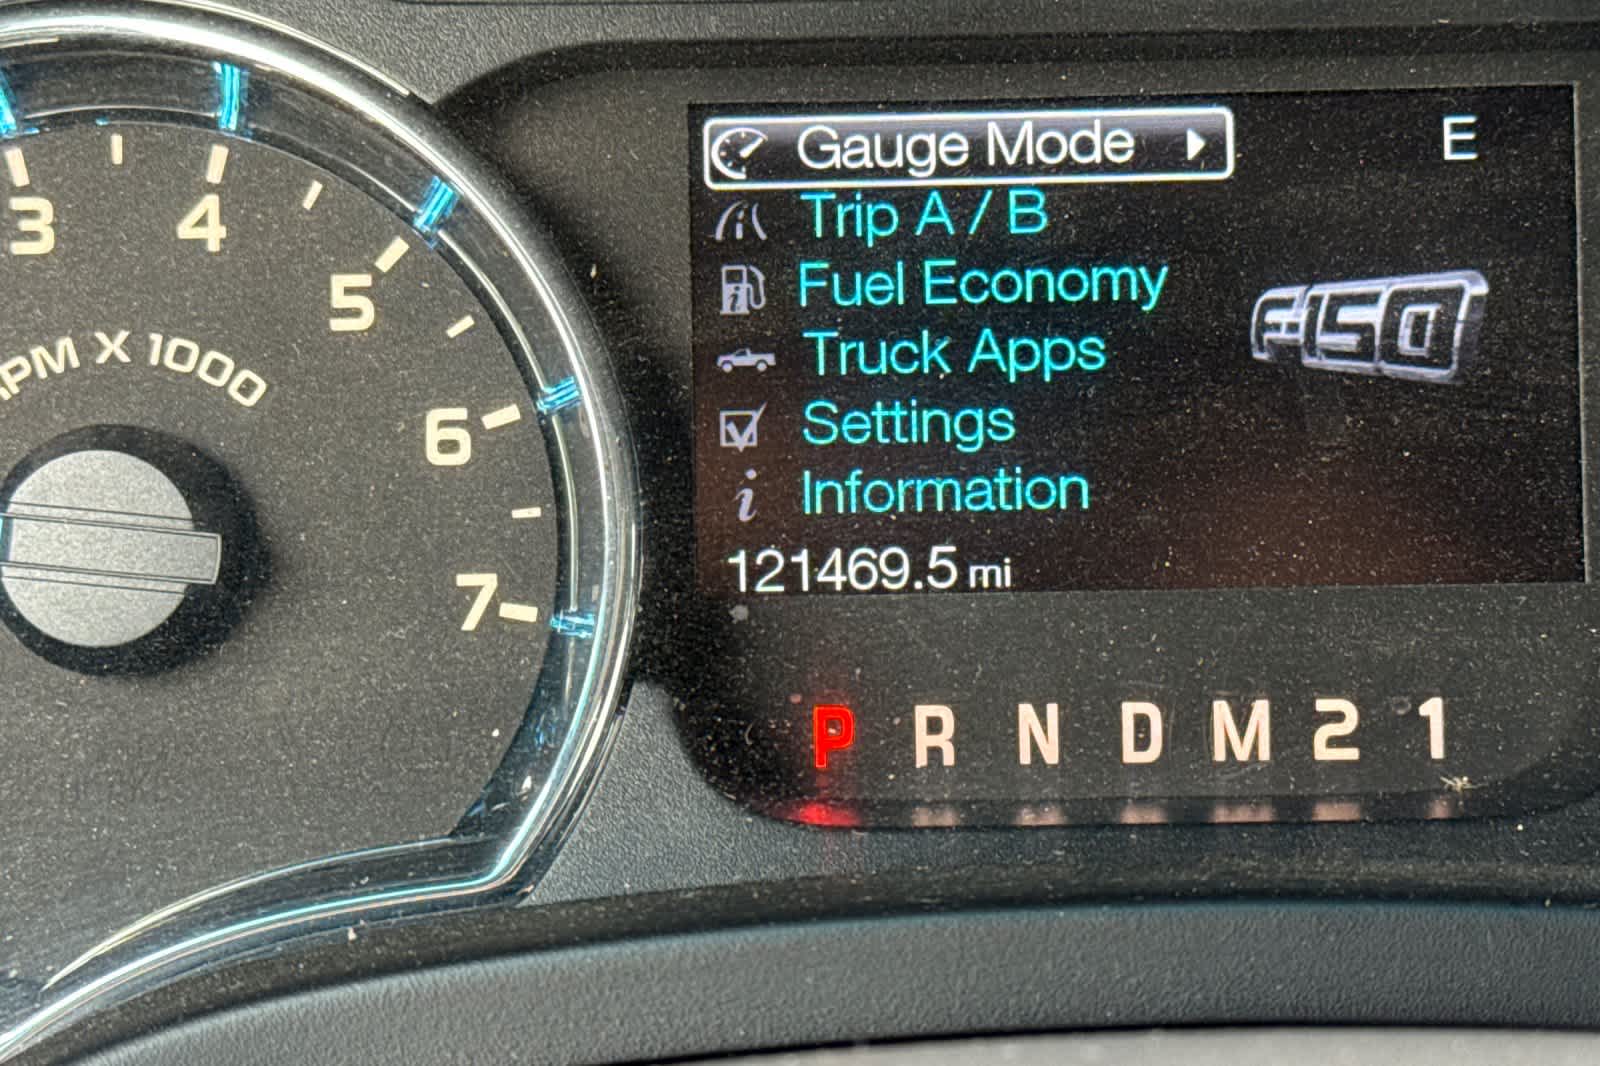 3
4
5
6
7
RPM X 1000
Gauge Mode
E
Trip A / B
Fuel Economy
F-150
Truck Apps
Settings
Information
121469.5 mi
P R N D M 2 1